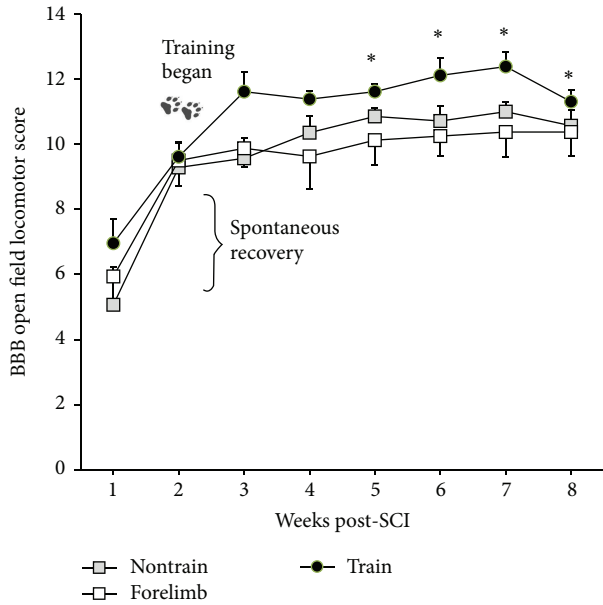 14
12
10
8
6
4
2
0
BBB open field locomotor score
Training
began
*
*
*
*
Spontaneous
recovery
1 2 3 4 5 6 7 8
Weeks post-SCI
Nontrain
Forelimb
Train